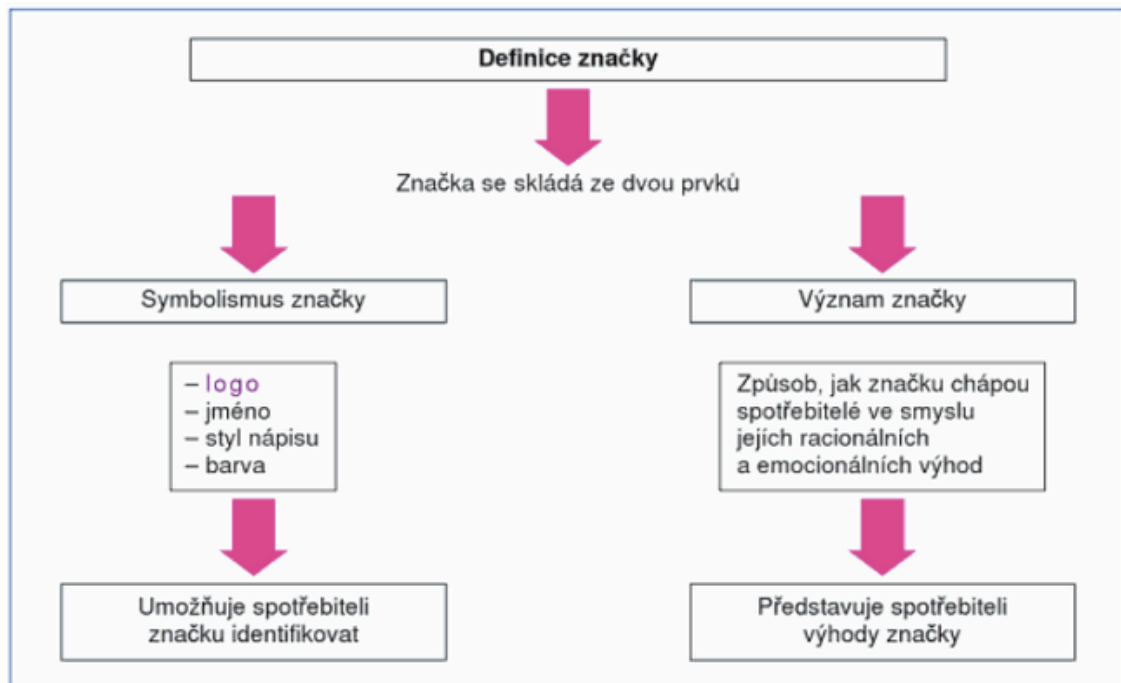 Definice značky
Značka se skládá ze dvou prvků
Symbolismus značky
– logo
– jméno
– styl nápisu
– barva
Umožňuje spotřebiteli
značku identifikovat
Význam značky
Způsob, jak značku chápou
spotřebitelé ve smyslu
jejích racionálních
a emocionálních výhod
Představuje spotřebiteli
výhody značky